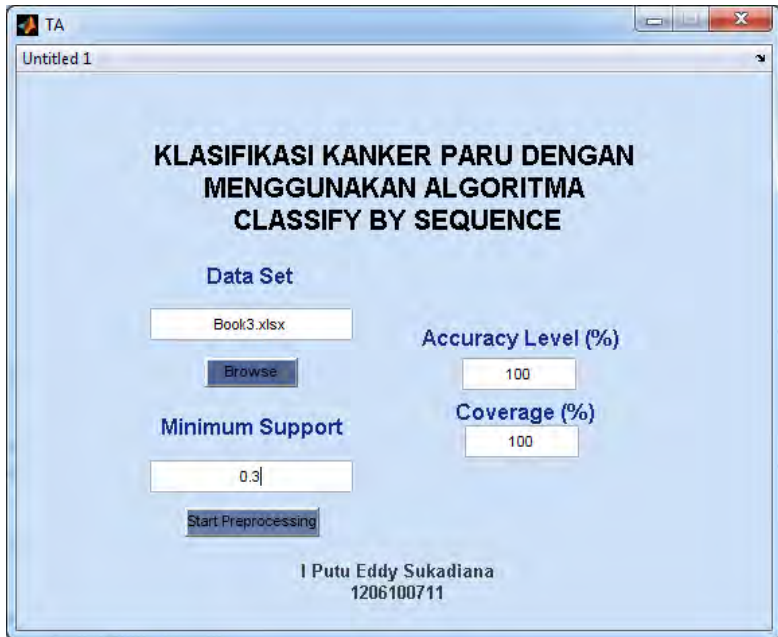 TA
Untitled 1
KLASIFIKASI KANKER PARU DENGAN
MENGGUNAKAN ALGORITMA
CLASSIFY BY SEQUENCE
Data Set
Book3.xlsx
Browse
Minimum Support
0.3
Start Preprocessing
Accuracy Level (%)
100
Coverage (%)
100
I Putu Eddy Sukadiana
1206100711